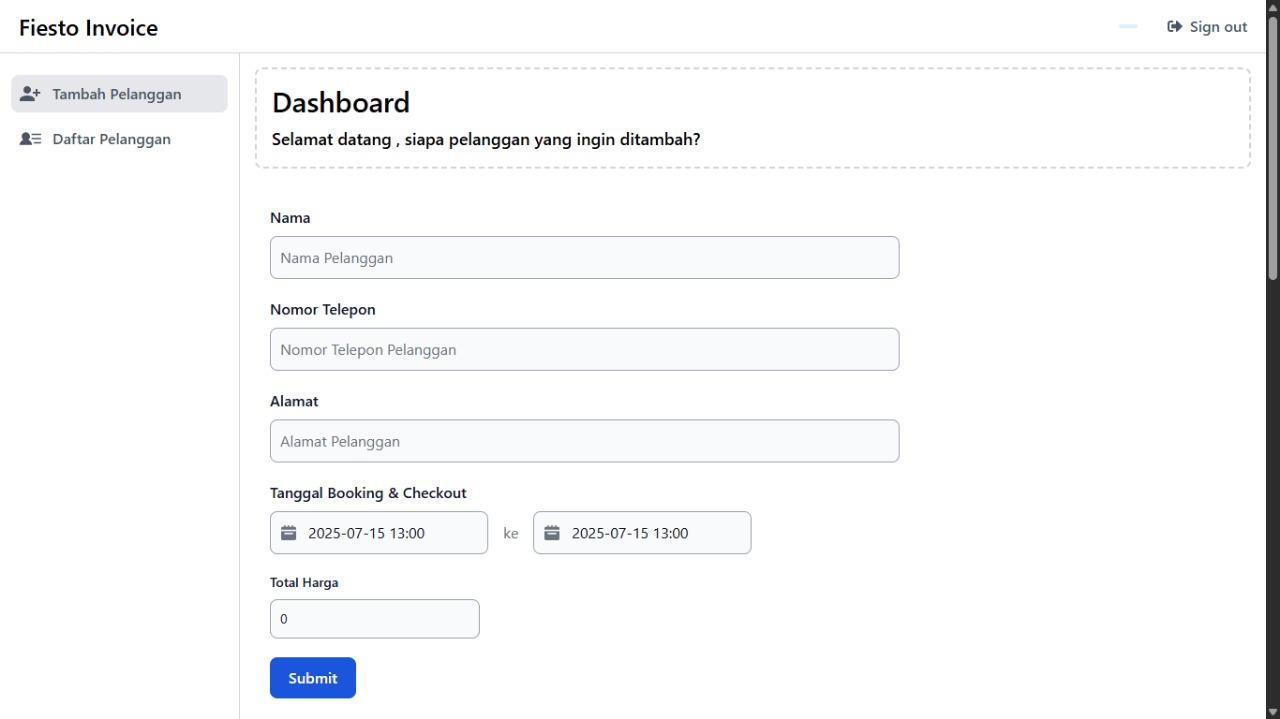 Fiesto Invoice
Sign out
Tambah Pelanggan
Daftar Pelanggan
Dashboard
Selamat datang , siapa pelanggan yang ingin ditambah?
Nama
Nama Pelanggan
Nomor Telepon
Nomor Telepon Pelanggan
Alamat
Alamat Pelanggan
Tanggal Booking & Checkout
2025-07-15 13:00 ke 2025-07-15 13:00
Total Harga
0
Submit